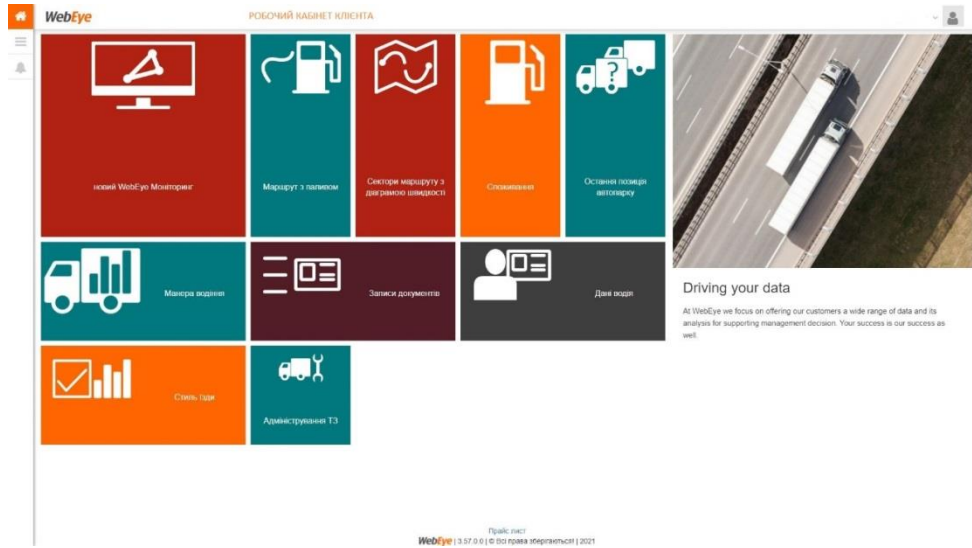 WebEye
РОБОЧИЙ КАБІНЕТ КЛІЄНТА
новий WebEye Моніторинг
Маршрут з паливом
Сектори маршруту з
діаграмою швидкості
Споживання
Остання позиція
автопарку
Манера водіння
Записи документів
Дані водія
Стиль їзди
Адміністрування ТЗ
Driving your data
At WebEye we focus on offering our customers a wide range of data and its
analysis for supporting management decision. Your success is our success as
well.
Прайс лист
WebEye | 3.57.0.0 | © Всі права зберігаються! | 2021